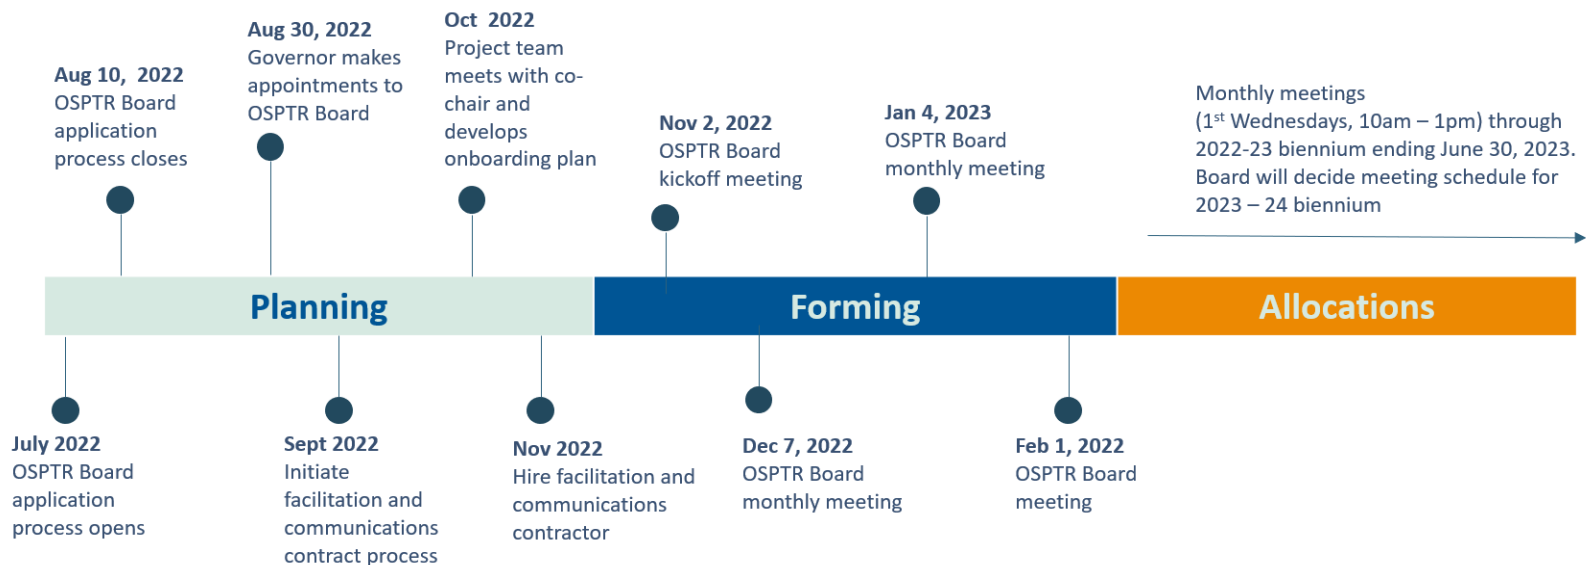 Aug 10, 2022
OSPTR Board
application
process closes
Aug 30, 2022
Governor makes
appointments to
OSPTR Board
Oct 2022
Project team
meets with co-
chair and
develops
onboarding plan
Nov 2, 2022
OSPTR Board
kickoff meeting
Jan 4, 2023
OSPTR Board
monthly meeting
Monthly meetings
(1st Wednesdays, 10am – 1pm) through
2022-23 biennium ending June 30, 2023.
Board will decide meeting schedule for
2023 – 24 biennium
Planning
Forming
Allocations
July 2022
OSPTR Board
application
process opens
Sept 2022
Initiate
facilitation and
communications
contract process
Nov 2022
Hire facilitation and
communications
contractor
Dec 7, 2022
OSPTR Board
monthly meeting
Feb 1, 2022
OSPTR Board
meeting